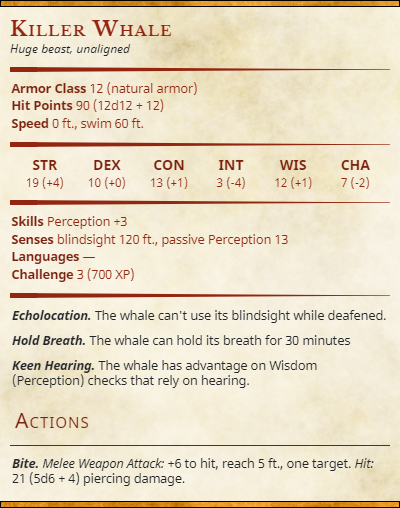 Killer Whale
Huge beast, unaligned
Armor Class 12 (natural armor)
Hit Points 90 (12d12 + 12)
Speed 0 ft., swim 60 ft.
STR DEX CON INT WIS CHA
19 (+4) 10 (+0) 13 (+1) 3 (-4) 12 (+1) 7 (-2)
Skills Perception +3
Senses blindsight 120 ft., passive Perception 13
Languages —
Challenge 3 (700 XP)
Echolocation. The whale can't use its blindsight while deafened.
Hold Breath. The whale can hold its breath for 30 minutes
Keen Hearing. The whale has advantage on Wisdom
(Perception) checks that rely on hearing.
Actions
Bite. Melee Weapon Attack: +6 to hit, reach 5 ft., one target. Hit:
21 (5d6 + 4) piercing damage.